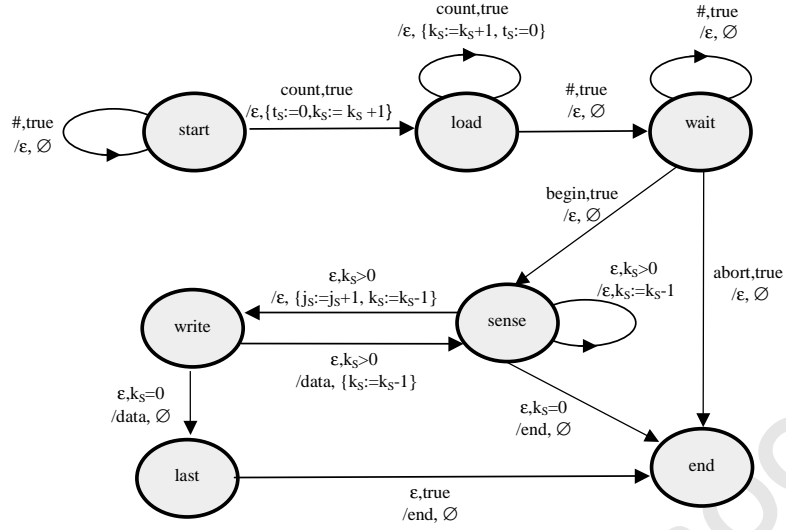 count,true
/ε, {kS:=kS+1, tS:=0}
#,true
/ε, ∅
count,true
/ε,{tS:=0,kS:= kS +1}
#,true
/ε, ∅
#,true
/ε, ∅
start
load
wait
begin,true
/ε, ∅
abort,true
/ε, ∅
ε,kS>0
/ε, {jS:=jS+1, kS:=kS-1}
ε,kS>0
/ε,kS:=kS-1
write
sense
ε,kS>0
/data, {kS:=kS-1}
ε,kS=0
/data, ∅
ε,kS=0
/end, ∅
last
end
ε,true
/end, ∅